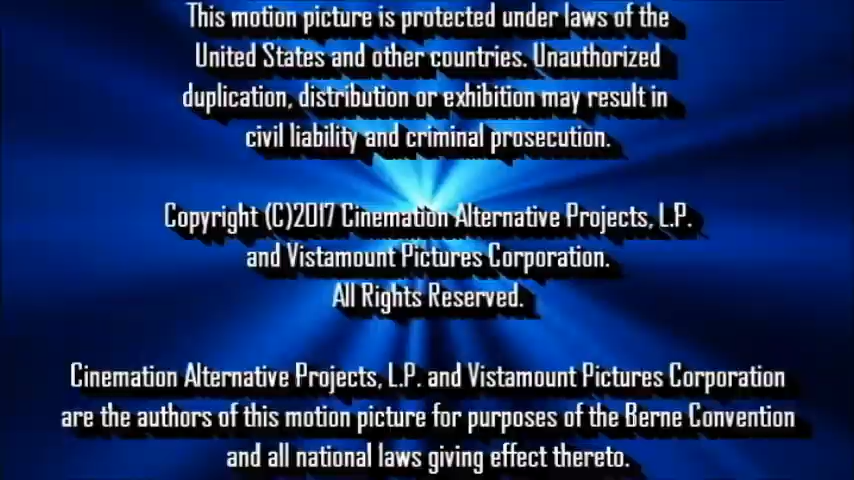 This motion picture is protected under laws of the
United States and other countries. Unauthorized
duplication, distribution or exhibition may result in
civil liability and criminal prosecution.
Copyright (C)2017 Cinemation Alternative Projects, L.P.
and Vistamount Pictures Corporation.
All Rights Reserved.
Cinemation Alternative Projects, L.P. and Vistamount Pictures Corporation
are the authors of this motion picture for purposes of the Berne Convention
and all national laws giving effect thereto.